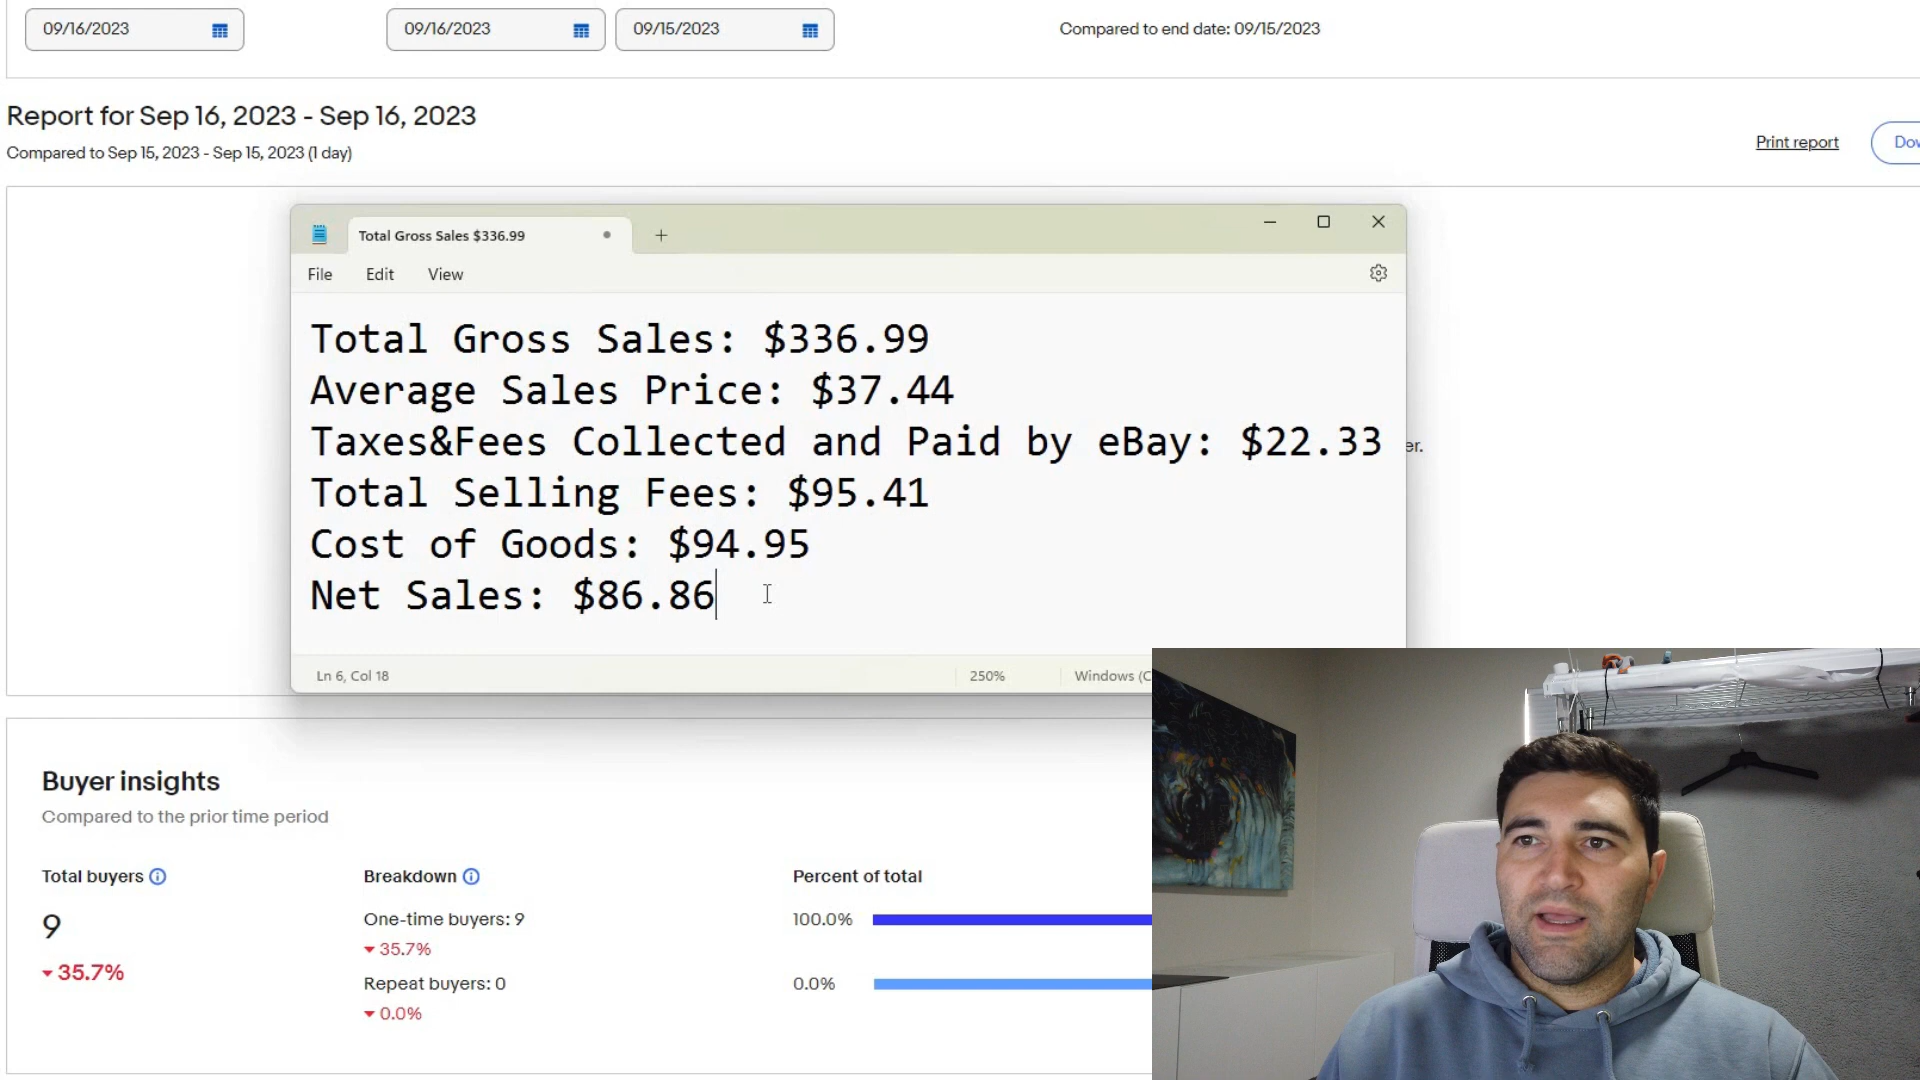 09/16/2023
09/16/2023
09/15/2023
Compared to end date: 09/15/2023
Report for Sep 16, 2023 - Sep 16, 2023
Compared to Sep 15, 2023 - Sep 15, 2023 (1 day)
Print report
Total Gross Sales $336.99
File Edit View
Total Gross Sales: $336.99
Average Sales Price: $37.44
Taxes&Fees Collected and Paid by eBay: $22.33
Total Selling Fees: $95.41
Cost of Goods: $94.95
Net Sales: $86.86
Ln 6, Col 18
250%
Windows (C
Buyer insights
Compared to the prior time period
Total buyers
Breakdown
Percent of total
9
35.7%
One-time buyers: 9
35.7%
100.0%
Repeat buyers: 0
0.0%
0.0%